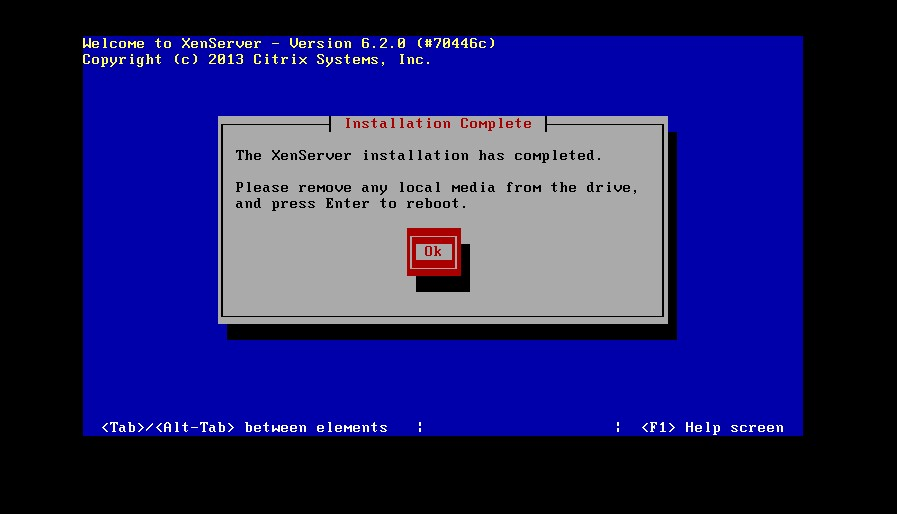 Welcome to XenServer - Version 6.2.0 (#70446c)
Copyright (c) 2013 Citrix Systems, Inc.
Installation Complete
The XenServer installation has completed.
Please remove any local media from the drive,
and press Enter to reboot.
Ok
<Tab>/<Alt-Tab> between elements ¦ ¦ <F1> Help screen